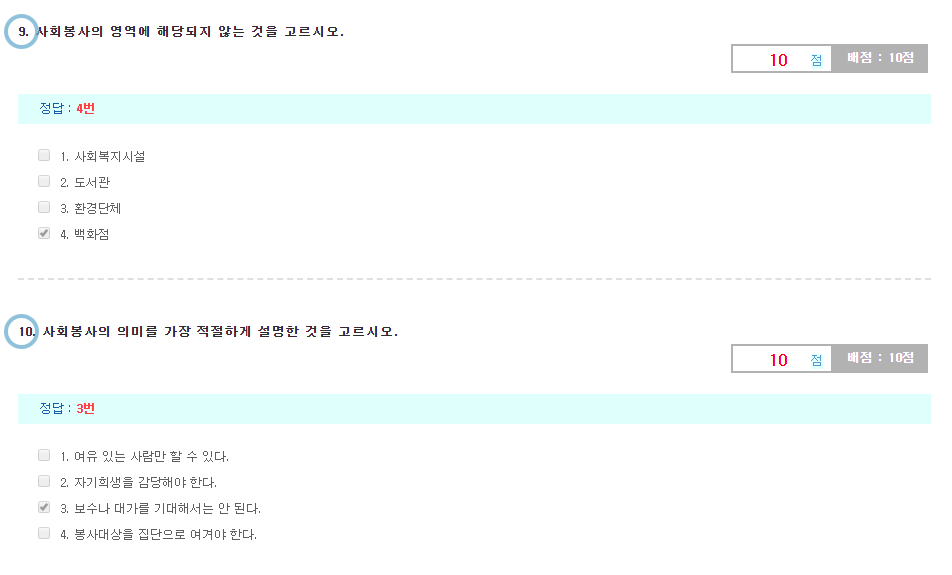 9. 사회봉사의 영역에 해당되지 않는 것을 고르시오.
10 점 배점 : 10점
정답 : 4번
1. 사회복지시설
2. 도서관
3. 환경단체
4. 백화점
10. 사회봉사의 의미를 가장 적절하게 설명한 것을 고르시오.
10 점 배점 : 10점
정답 : 3번
1. 여유 있는 사람만 할 수 있다.
2. 자기희생을 감당해야 한다.
3. 보수나 대가를 기대해서는 안 된다.
4. 봉사대상을 집단으로 여겨야 한다.